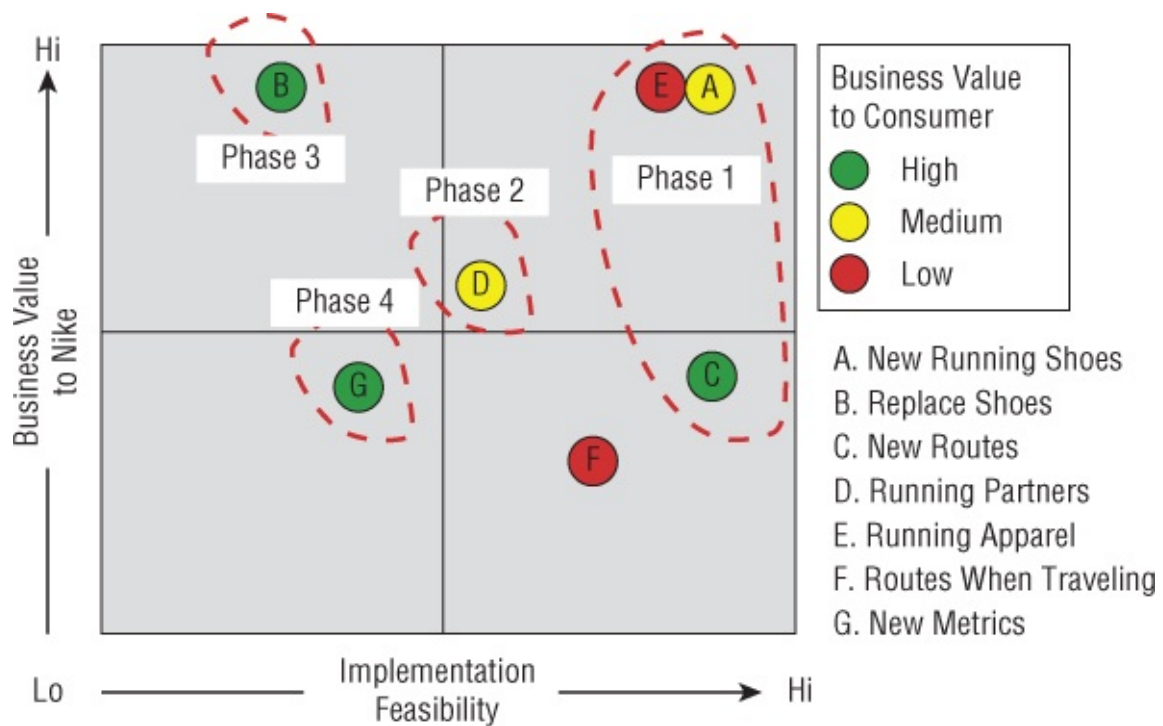 Hi
Business Value
to Nike
Lo
Implementation
Feasibility
Hi
B
Phase 3
Phase 2
D
Phase 4
G
E
A
Phase 1
C
F
Business Value
to Consumer
High
Medium
Low
A. New Running Shoes
B. Replace Shoes
C. New Routes
D. Running Partners
E. Running Apparel
F. Routes When Traveling
G. New Metrics